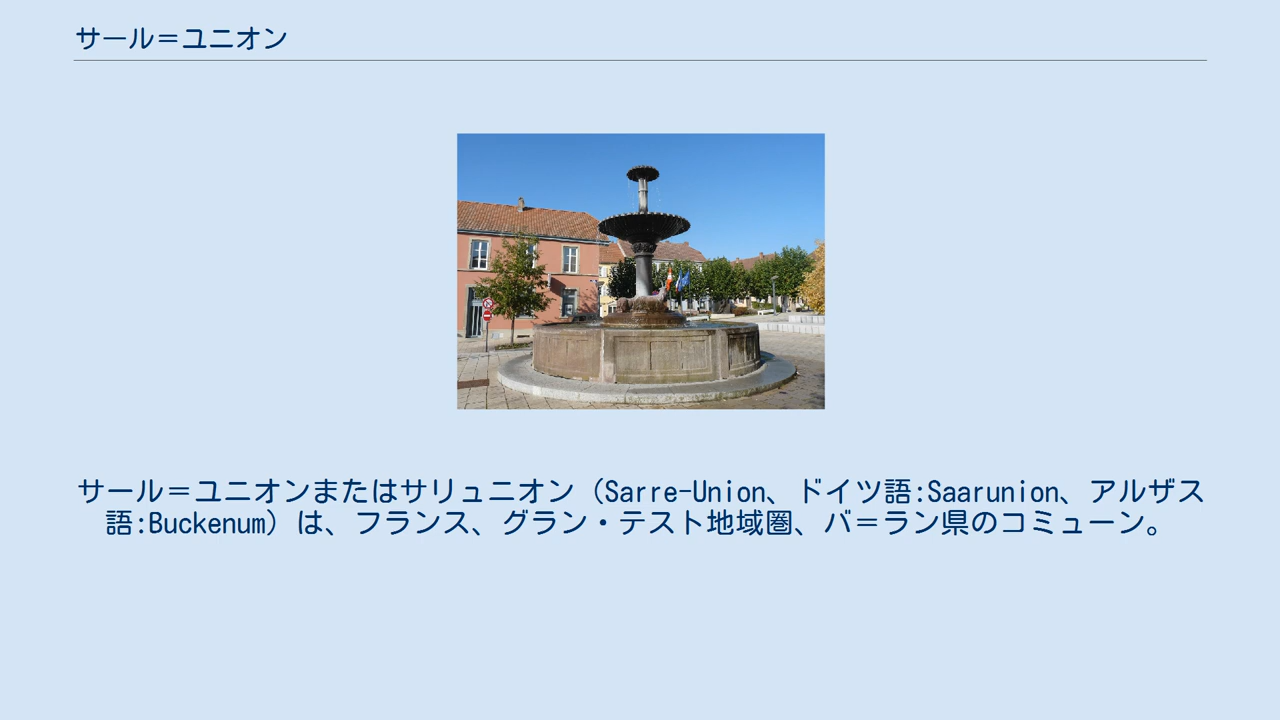 サール＝ユニオン
サール＝ユニオンまたはサリュニオン（Sarre-Union、ドイツ語:Saarunion、アルザス
語:Buckenum）は、フランス、グラン・テスト地域圏、バ＝ラン県のコミューン。